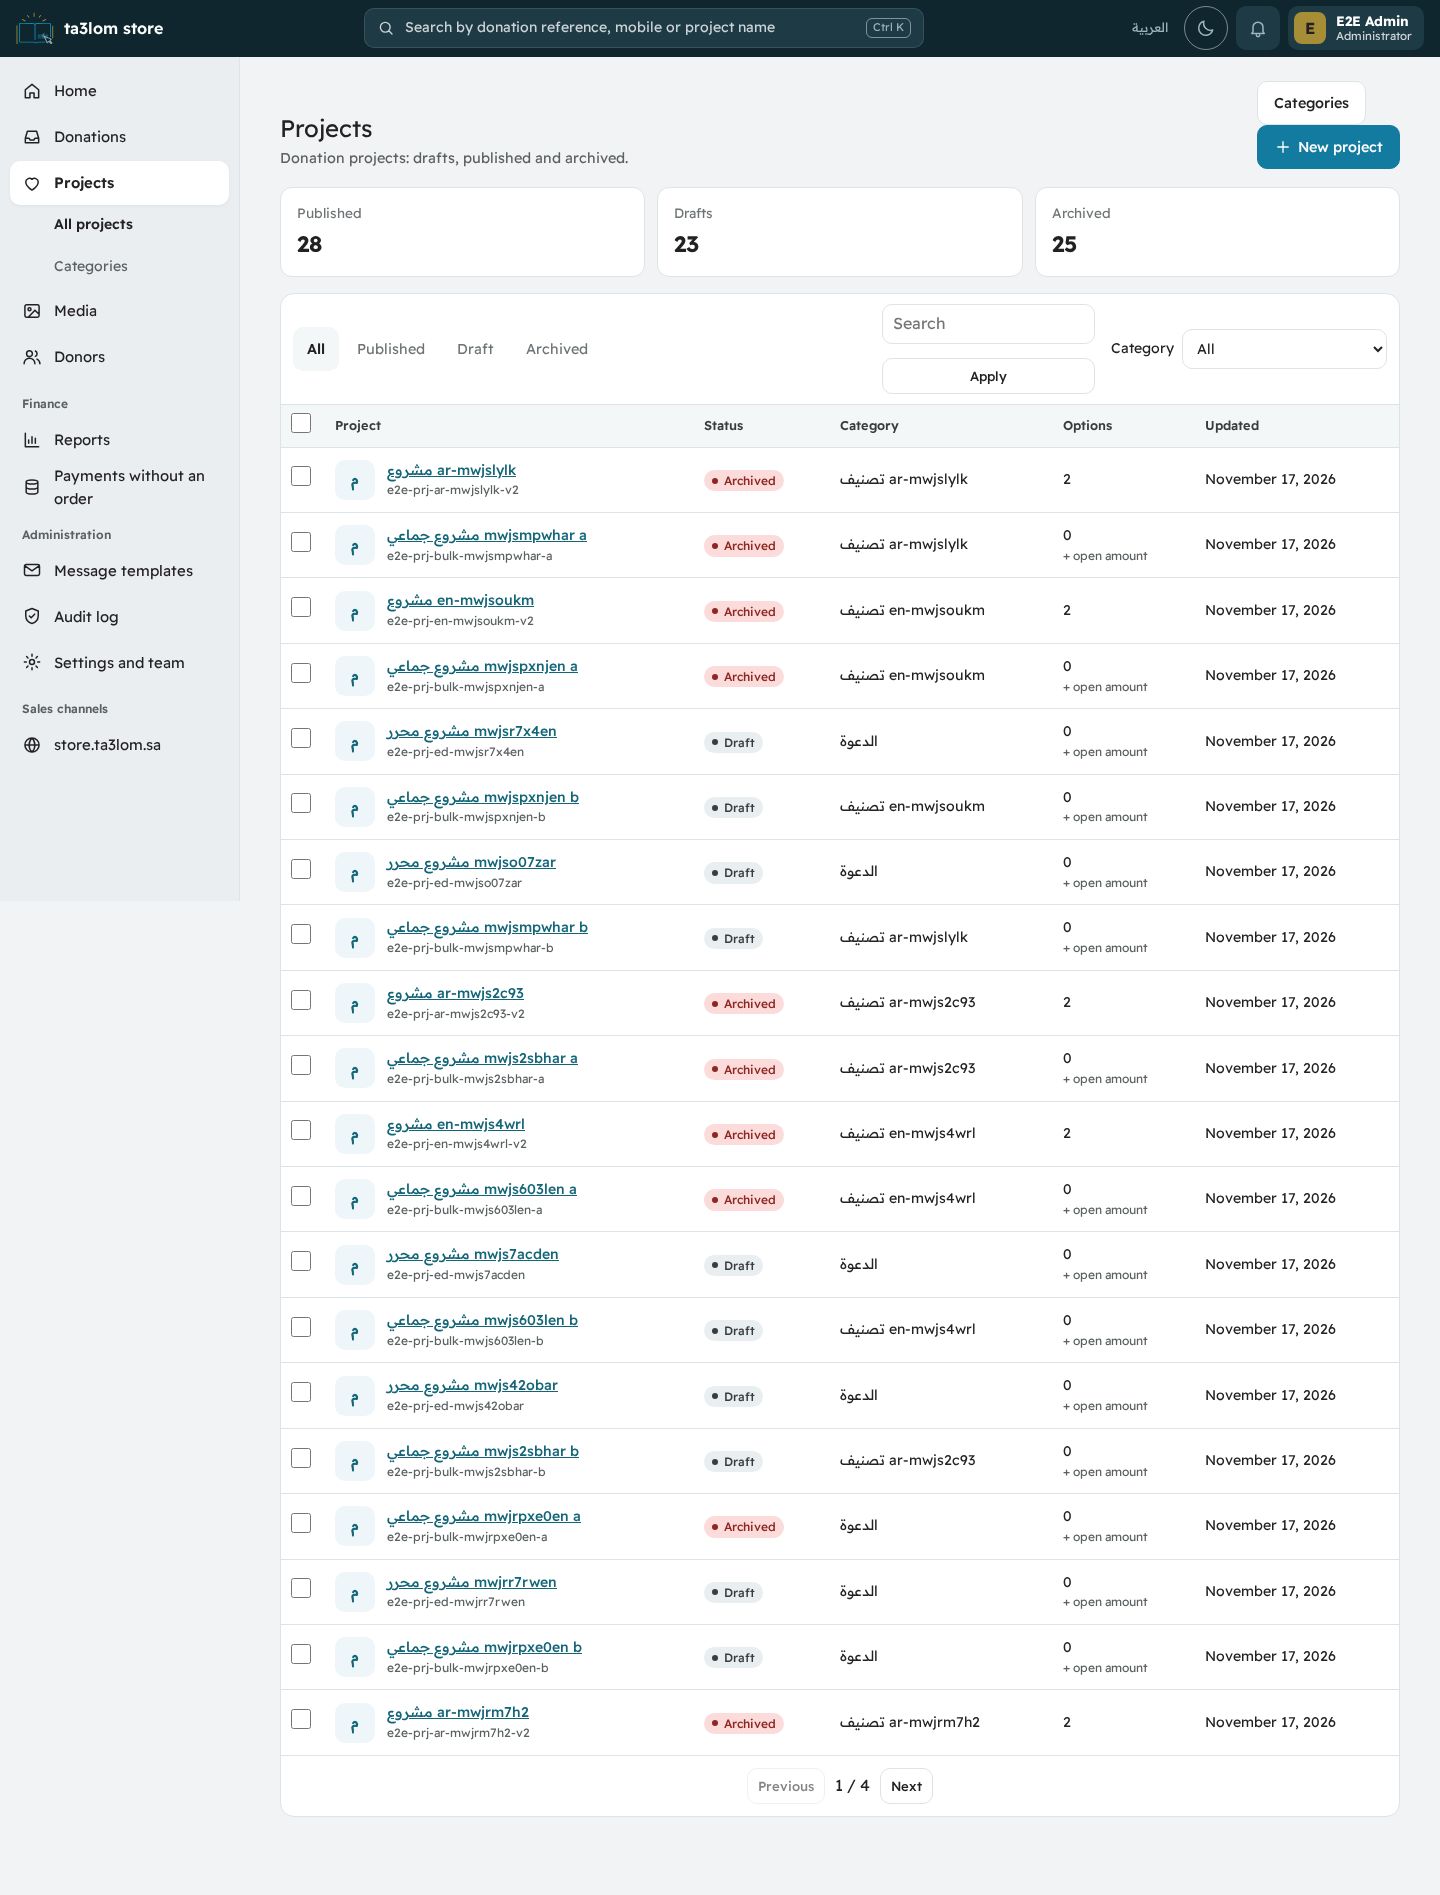 ta3lom store
Search by donation reference, mobile or project name
Ctrl K
العربية
E
E2E Admin
Administrator
Home
Donations
Projects
All projects
Categories
Media
Donors
Finance
Reports
Payments without an
order
Administration
Message templates
Audit log
Settings and team
Sales channels
store.ta3lom.sa
Projects
Donation projects: drafts, published and archived.
Categories
+ New project
Published
28
Drafts
23
Archived
25
All Published Draft Archived
Search
Apply
Category All
Project Status Category Options Updated
م مشروع ar-mwjslylk Archived تصنيف ar-mwjslylk 2 November 17, 2026
e2e-prj-ar-mwjslylk-v2
م مشروع جماعي mwjsmpwhar a Archived تصنيف ar-mwjslylk 0 November 17, 2026
e2e-prj-bulk-mwjsmpwhar-a + open amount
م مشروع en-mwjsoukm Archived تصنيف en-mwjsoukm 2 November 17, 2026
e2e-prj-en-mwjsoukm-v2
م مشروع جماعي mwjspxnjen a Archived تصنيف en-mwjsoukm 0 November 17, 2026
e2e-prj-bulk-mwjspxnjen-a + open amount
م مشروع محرر mwjsr7x4en Draft الدعوة 0 November 17, 2026
e2e-prj-ed-mwjsr7x4en + open amount
م مشروع جماعي mwjspxnjen b Draft تصنيف en-mwjsoukm 0 November 17, 2026
e2e-prj-bulk-mwjspxnjen-b + open amount
م مشروع محرر mwjso07zar Draft الدعوة 0 November 17, 2026
e2e-prj-ed-mwjso07zar + open amount
م مشروع جماعي mwjsmpwhar b Draft تصنيف ar-mwjslylk 0 November 17, 2026
e2e-prj-bulk-mwjsmpwhar-b + open amount
م مشروع ar-mwjs2c93 Archived تصنيف ar-mwjs2c93 2 November 17, 2026
e2e-prj-ar-mwjs2c93-v2
م مشروع جماعي mwjs2sbhar a Archived تصنيف ar-mwjs2c93 0 November 17, 2026
e2e-prj-bulk-mwjs2sbhar-a + open amount
م مشروع en-mwjs4wrl Archived تصنيف en-mwjs4wrl 2 November 17, 2026
e2e-prj-en-mwjs4wrl-v2
م مشروع جماعي mwjs603len a Archived تصنيف en-mwjs4wrl 0 November 17, 2026
e2e-prj-bulk-mwjs603len-a + open amount
م مشروع محرر mwjs7acden Draft الدعوة 0 November 17, 2026
e2e-prj-ed-mwjs7acden + open amount
م مشروع جماعي mwjs603len b Draft تصنيف en-mwjs4wrl 0 November 17, 2026
e2e-prj-bulk-mwjs603len-b + open amount
م مشروع محرر mwjs42obar Draft الدعوة 0 November 17, 2026
e2e-prj-ed-mwjs42obar + open amount
م مشروع جماعي mwjs2sbhar b Draft تصنيف ar-mwjs2c93 0 November 17, 2026
e2e-prj-bulk-mwjs2sbhar-b + open amount
م مشروع جماعي mwjrpxe0en a Archived الدعوة 0 November 17, 2026
e2e-prj-bulk-mwjrpxe0en-a + open amount
م مشروع محرر mwjrr7rwen Draft الدعوة 0 November 17, 2026
e2e-prj-ed-mwjrr7rwen + open amount
م مشروع جماعي mwjrpxe0en b Draft الدعوة 0 November 17, 2026
e2e-prj-bulk-mwjrpxe0en-b + open amount
م مشروع ar-mwjrm7h2 Archived تصنيف ar-mwjrm7h2 2 November 17, 2026
e2e-prj-ar-mwjrm7h2-v2
Previous 1 / 4 Next